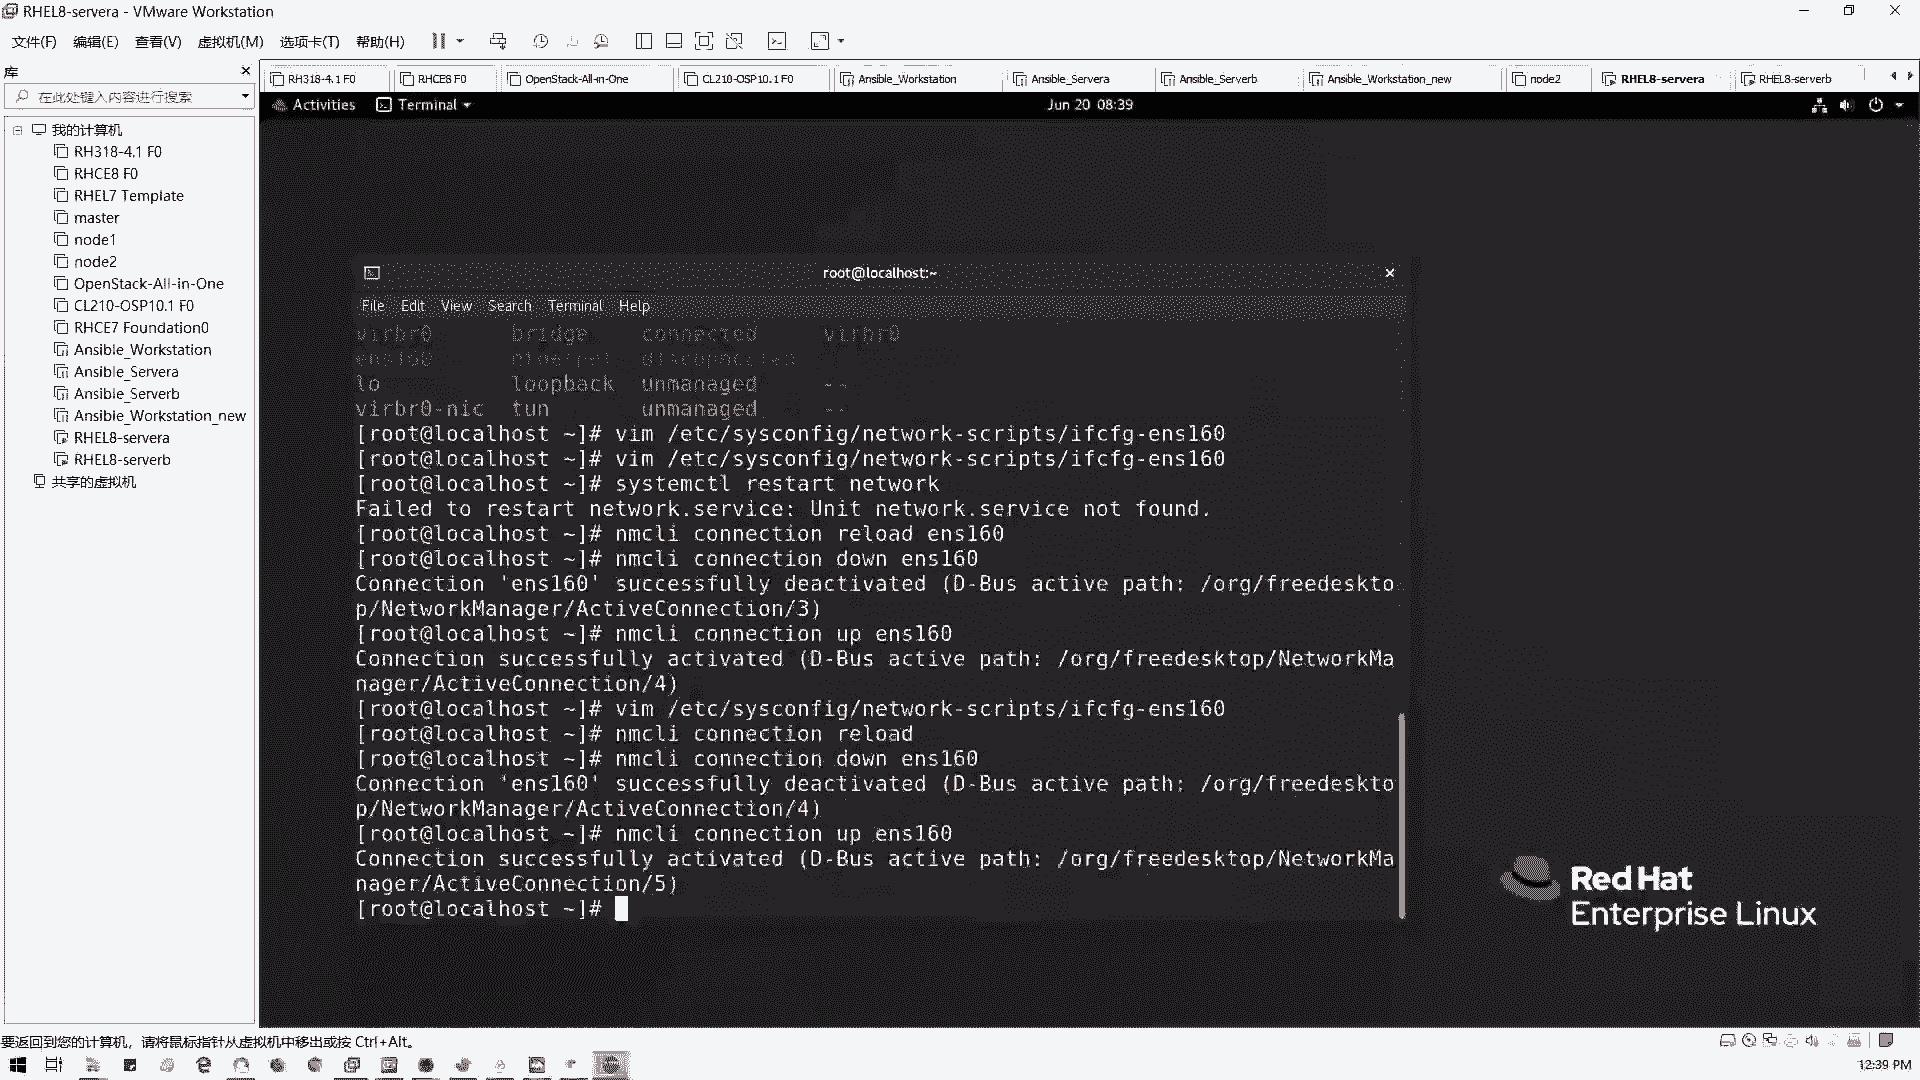 RHEL8-servera - VMware Workstation
文件(F) 编辑(E) 查看(V) 虚拟机(M) 选项卡(T) 帮助(H)
库
在此处键入内容进行搜索
我的计算机
RH318-4.1 F0
RHCE8 F0
RHEL7 Template
master
node1
node2
OpenStack-All-in-One
CL210-OSP10.1 F0
RHCE7 Foundation0
Ansible_Workstation
Ansible_Servera
Ansible_Serverb
Ansible_Workstation_new
RHEL8-servera
RHEL8-serverb
共享的虚拟机
RH318-4.1 F0 RHCE8 F0 OpenStack-All-in-One CL210-OSP10.1 F0 Ansible_Workstation Ansible_Servera Ansible_Serverb Ansible_Workstation_new node2 RHEL8-servera RHEL8-serverb
Activities Terminal Jun 20 08:39
root@localhost:~
File Edit View Search Terminal Help
virbr0 bridge connected virbr0
ens160 ethernet disconnected --
lo loopback unmanaged --
virbr0-nic tun unmanaged --
[root@localhost ~]# vim /etc/sysconfig/network-scripts/ifcfg-ens160
[root@localhost ~]# vim /etc/sysconfig/network-scripts/ifcfg-ens160
[root@localhost ~]# systemctl restart network
Failed to restart network.service: Unit network.service not found.
[root@localhost ~]# nmcli connection reload ens160
[root@localhost ~]# nmcli connection down ens160
Connection 'ens160' successfully deactivated (D-Bus active path: /org/freedeskto
p/NetworkManager/ActiveConnection/3)
[root@localhost ~]# nmcli connection up ens160
Connection successfully activated (D-Bus active path: /org/freedesktop/NetworkMa
nager/ActiveConnection/4)
[root@localhost ~]# vim /etc/sysconfig/network-scripts/ifcfg-ens160
[root@localhost ~]# nmcli connection reload
[root@localhost ~]# nmcli connection down ens160
Connection 'ens160' successfully deactivated (D-Bus active path: /org/freedeskto
p/NetworkManager/ActiveConnection/4)
[root@localhost ~]# nmcli connection up ens160
Connection successfully activated (D-Bus active path: /org/freedesktop/NetworkMa
nager/ActiveConnection/5)
[root@localhost ~]#
Red Hat
Enterprise Linux
要返回到您的计算机，请将鼠标指针从虚拟机中移出或按 Ctrl+Alt。
12:39 PM